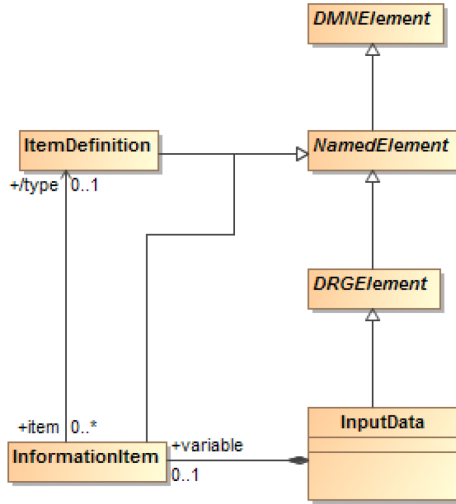 DMNElement
ItemDefinition
NamedElement
+/type 0..1
DRGElement
InputData
+item 0..*
+variable
InformationItem
0..1